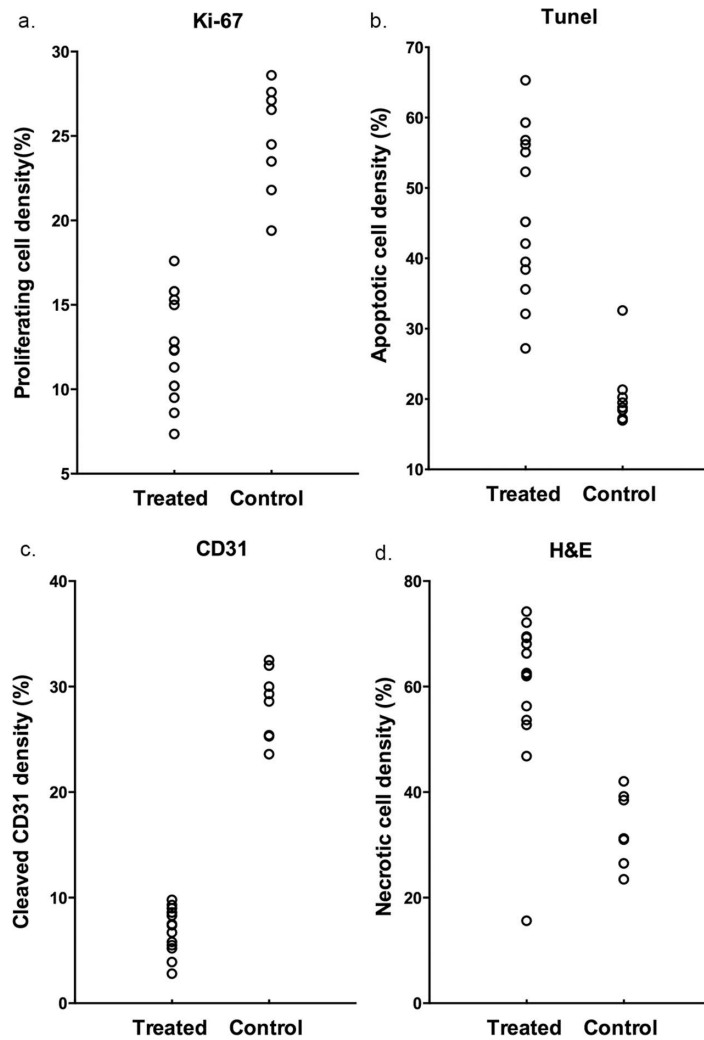 a.
Ki-67
Proliferating cell density(%)
30
25
20
15
10
5
Treated Control
b.
Tunel
Apoptotic cell density (%)
70
60
50
40
30
20
10
Treated Control
c.
CD31
Cleaved CD31 density (%)
40
30
20
10
0
Treated Control
d.
H&E
Necrotic cell density (%)
80
60
40
20
0
Treated Control